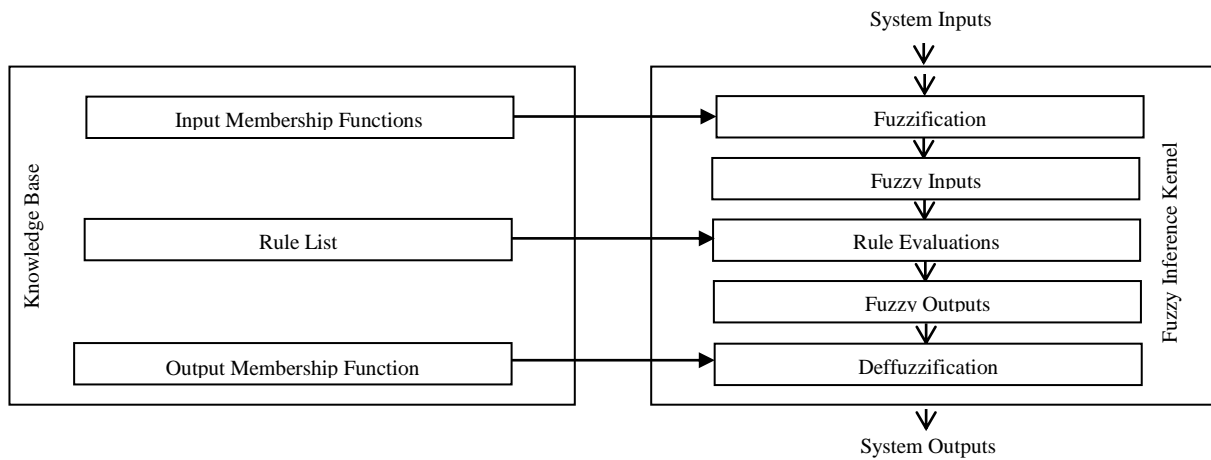 System Inputs
Knowledge Base
Input Membership Functions
Rule List
Output Membership Function
Fuzzification
Fuzzy Inputs
Rule Evaluations
Fuzzy Outputs
Deffuzzification
Fuzzy Inference Kernel
System Outputs